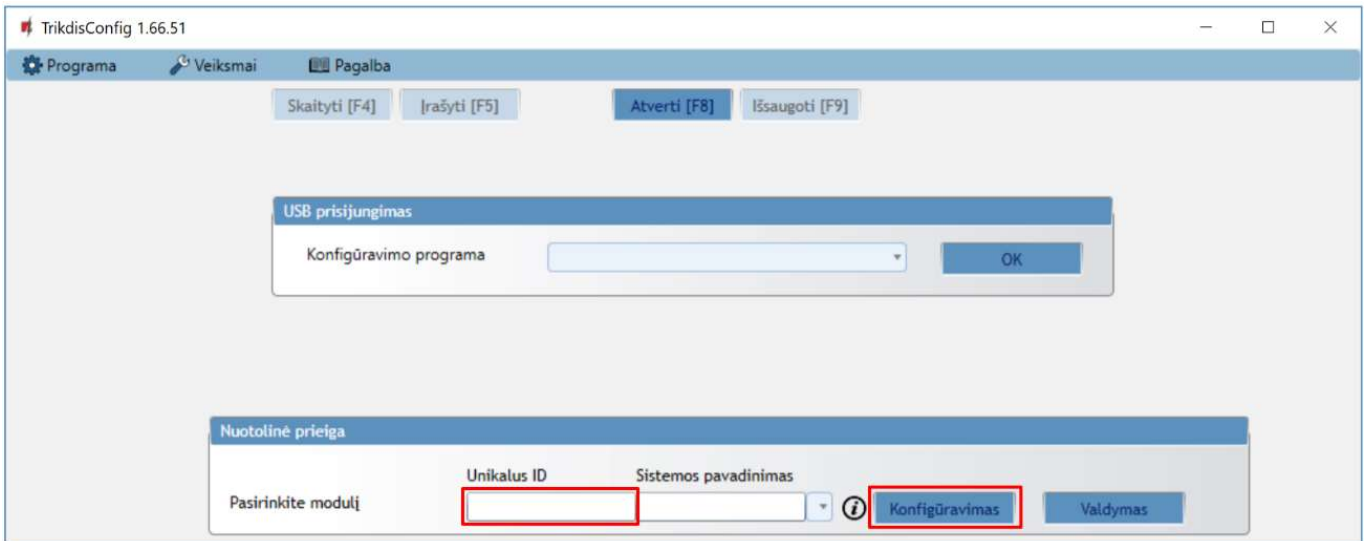 TrikdisConfig 1.66.51
Programa Veiksmai Pagalba
Skaityti [F4] Įrašyti [F5] Atverti [F8] Išsaugoti [F9]
USB prisijungimas
Konfigūravimo programa OK
Nuotolinė prieiga
Unikalus ID Sistemos pavadinimas
Pasirinkite modulį i Konfigūravimas Valdymas